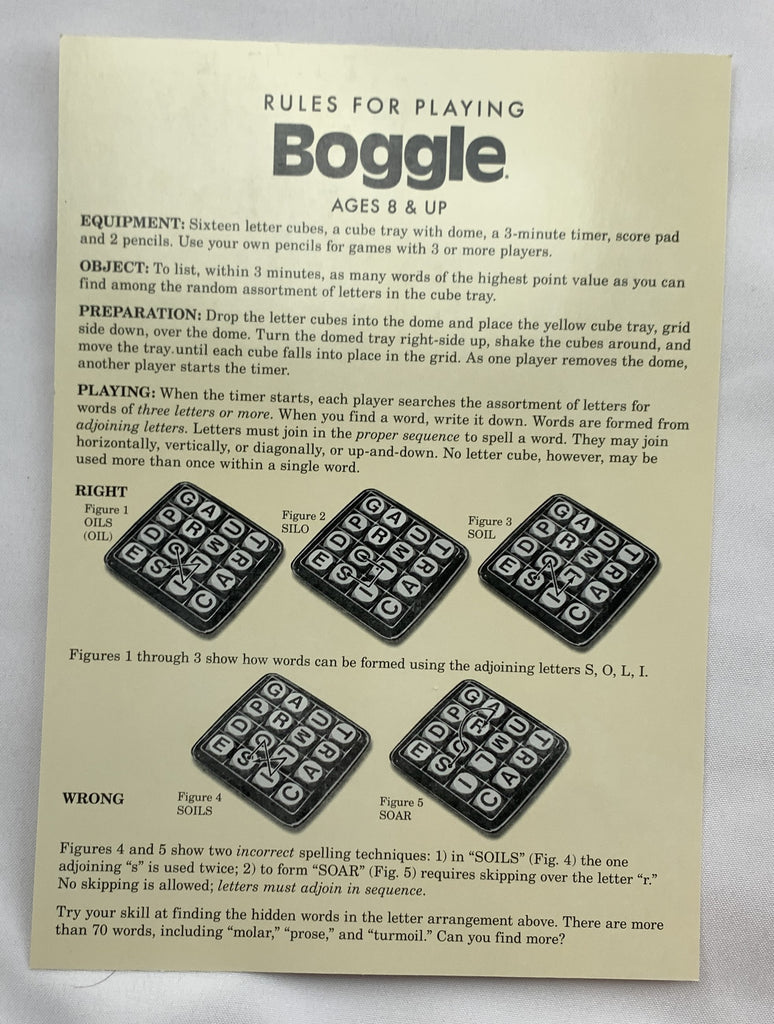 RULES FOR PLAYING
Boggle.
AGES 8 & UP
EQUIPMENT: Sixteen letter cubes, a cube tray with dome, a 3-minute timer, score pad
and 2 pencils. Use your own pencils for games with 3 or more players.
OBJECT: To list, within 3 minutes, as many words of the highest point value as you can
find among the random assortment of letters in the cube tray.
PREPARATION: Drop the letter cubes into the dome and place the yellow cube tray, grid
side down, over the dome. Turn the domed tray right-side up, shake the cubes around, and
move the tray until each cube falls into place in the grid. As one player removes the dome,
another player starts the timer.
PLAYING: When the timer starts, each player searches the assortment of letters for
words of three letters or more. When you find a word, write it down. Words are formed from
adjoining letters. Letters must join in the proper sequence to spell a word. They may join
horizontally, vertically, or diagonally, or up-and-down. No letter cube, however, may be
used more than once within a single word.
RIGHT
Figure 1
OILS
(OIL)
Figure 2
SILO
Figure 3
SOIL
Figures 1 through 3 show how words can be formed using the adjoining letters S, O, L, I.
WRONG
Figure 4
SOILS
Figure 5
SOAR
Figures 4 and 5 show two incorrect spelling techniques: 1) in "SOILS" (Fig. 4) the one
adjoining "s" is used twice; 2) to form "SOAR" (Fig. 5) requires skipping over the letter "r."
No skipping is allowed; letters must adjoin in sequence.
Try your skill at finding the hidden words in the letter arrangement above. There are more
than 70 words, including "molar," "prose," and "turmoil." Can you find more?